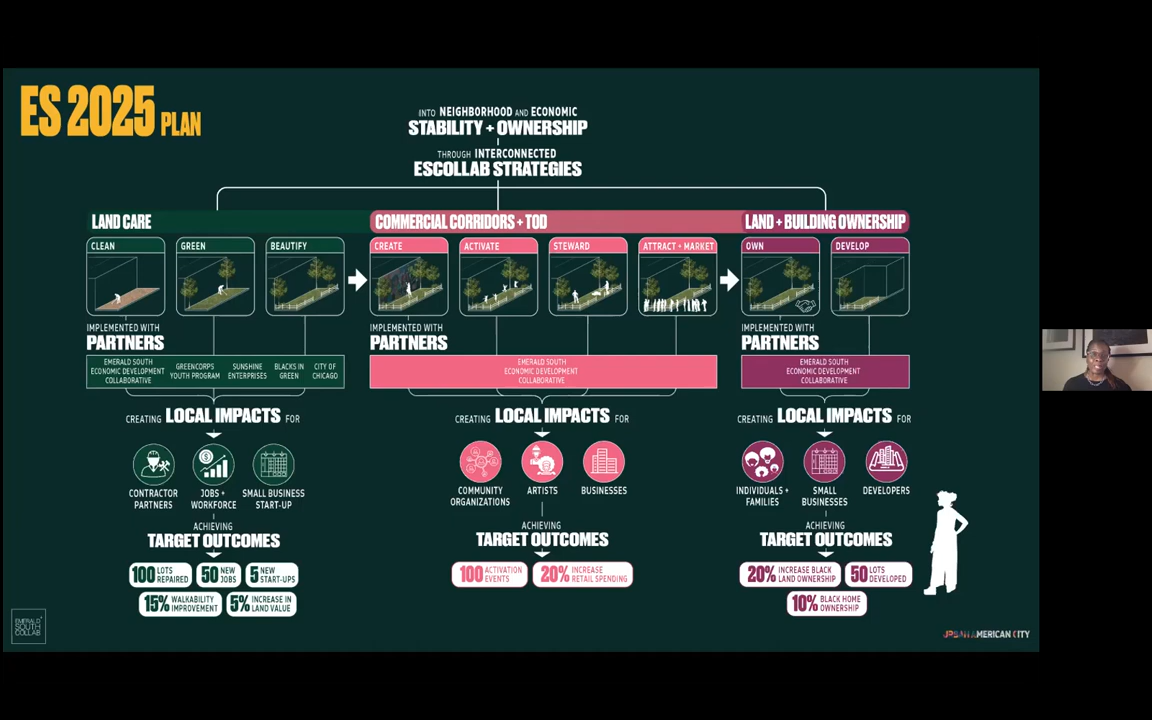 ES 2025 PLAN
INTO NEIGHBORHOOD AND ECONOMIC
STABILITY + OWNERSHIP
THROUGH INTERCONNECTED
ESCOLLAB STRATEGIES
LAND CARE
COMMERCIAL CORRIDORS + TOD
LAND + BUILDING OWNERSHIP
CLEAN
GREEN
BEAUTIFY
CREATE
ACTIVATE
STEWARD
ATTRACT + MARKET
OWN
DEVELOP
IMPLEMENTED WITH
PARTNERS
EMERALD SOUTH
ECONOMIC DEVELOPMENT
COLLABORATIVE
GREENCORPS
YOUTH PROGRAM
SUNSHINE
ENTERPRISES
BLACKS IN
GREEN
CITY OF
CHICAGO
IMPLEMENTED WITH
PARTNERS
EMERALD SOUTH
ECONOMIC DEVELOPMENT
COLLABORATIVE
IMPLEMENTED WITH
PARTNERS
EMERALD SOUTH
ECONOMIC DEVELOPMENT
COLLABORATIVE
CREATING LOCAL IMPACTS FOR
CONTRACTOR
PARTNERS
JOBS +
WORKFORCE
SMALL BUSINESS
START-UP
ACHIEVING
TARGET OUTCOMES
100 LOTS
REPAIRED
50 NEW
JOBS
5 NEW
START-UPS
15% WALKABILITY
IMPROVEMENT
5% INCREASE IN
LAND VALUE
CREATING LOCAL IMPACTS FOR
COMMUNITY
ORGANIZATIONS
ARTISTS
BUSINESSES
ACHIEVING
TARGET OUTCOMES
100 ACTIVATION
EVENTS
20% INCREASE
RETAIL SPENDING
CREATING LOCAL IMPACTS FOR
INDIVIDUALS +
FAMILIES
SMALL
BUSINESSES
DEVELOPERS
ACHIEVING
TARGET OUTCOMES
20% INCREASE BLACK
LAND OWNERSHIP
50 LOTS
DEVELOPED
10% BLACK HOME
OWNERSHIP
EMERALD
SOUTH
COLLAB
AMERICAN CITY